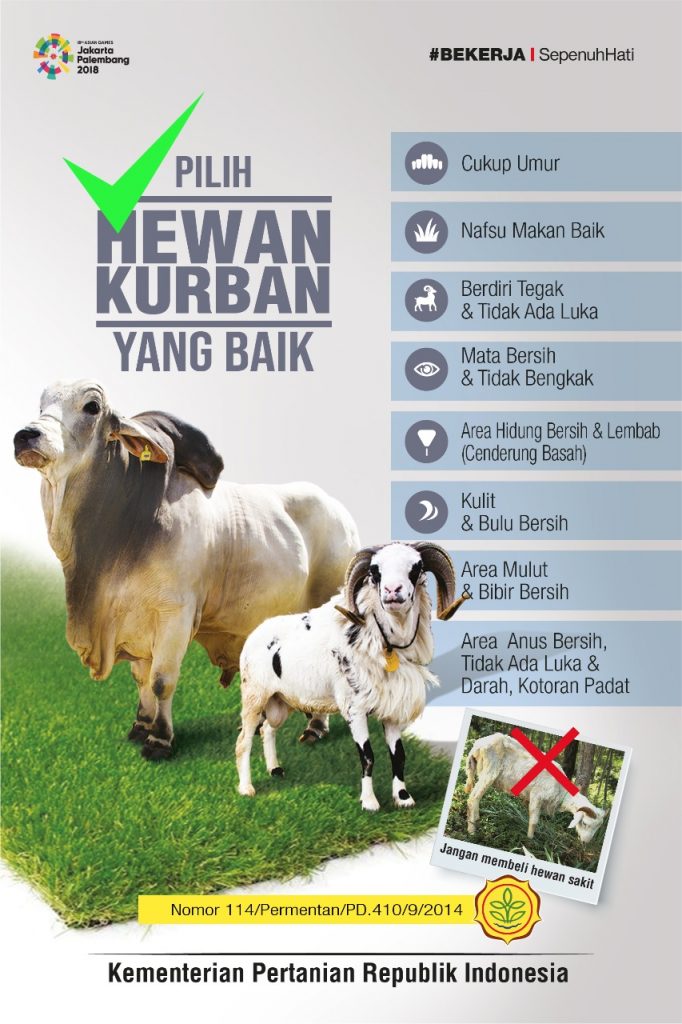 18th ASIAN GAMES
Jakarta
Palembang
2018
#BEKERJA | SepenuhHati
PILIH
HEWAN
KURBAN
YANG BAIK
Cukup Umur
Nafsu Makan Baik
Berdiri Tegak
& Tidak Ada Luka
Mata Bersih
& Tidak Bengkak
Area Hidung Bersih & Lembab
(Cenderung Basah)
Kulit
& Bulu Bersih
Area Mulut
& Bibir Bersih
Area Anus Bersih,
Tidak Ada Luka &
Darah, Kotoran Padat
Jangan membeli hewan sakit
Nomor 114/Permentan/PD.410/9/2014
Kementerian Pertanian Republik Indonesia